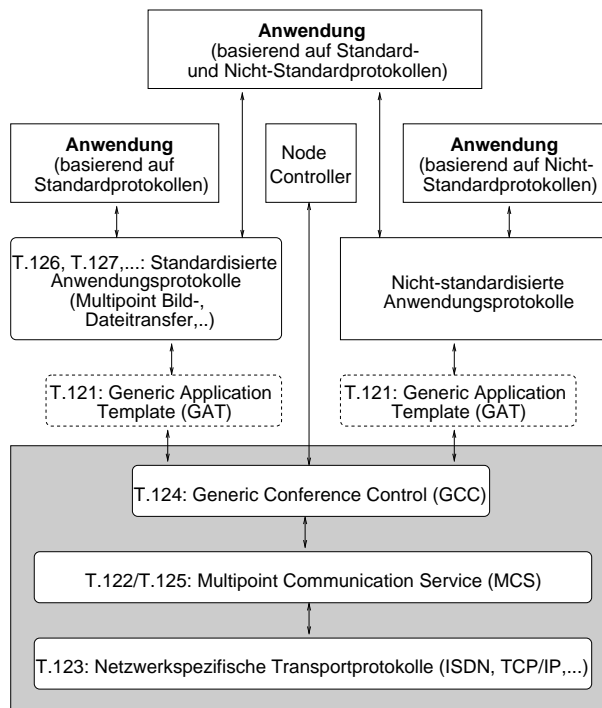 Anwendung
(basierend auf Standard-
und Nicht-Standardprotokollen)
Anwendung
(basierend auf
Standardprotokollen)
Node
Controller
Anwendung
(basierend auf Nicht-
Standardprotokollen)
T.126, T.127,...: Standardisierte
Anwendungsprotokolle
(Multipoint Bild-,
Dateitransfer,..)
Nicht-standardisierte
Anwendungsprotokolle
T.121: Generic Application
Template (GAT)
T.121: Generic Application
Template (GAT)
T.124: Generic Conference Control (GCC)
T.122/T.125: Multipoint Communication Service (MCS)
T.123: Netzwerkspezifische Transportprotokolle (ISDN, TCP/IP,...)